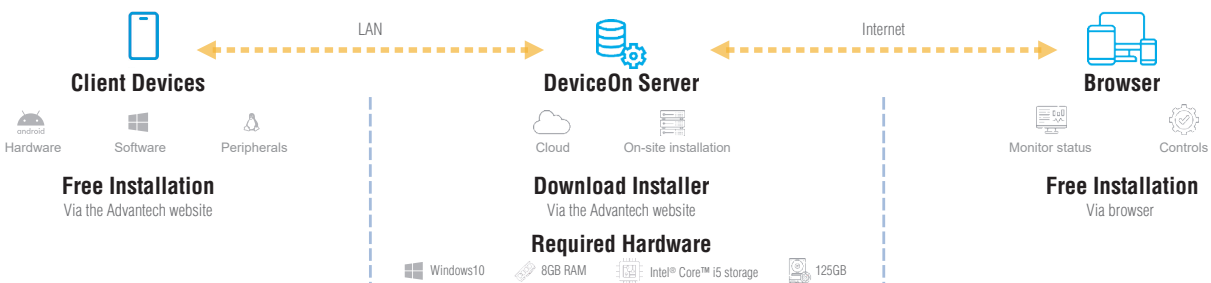 LAN
Internet
Client Devices
DeviceOn Server
Browser
android
Hardware
Software
Peripherals
Cloud
On-site installation
Monitor status
Controls
Free Installation
Via the Advantech website
Download Installer
Via the Advantech website
Free Installation
Via browser
Required Hardware
Windows10
8GB RAM
Intel® Core™ i5 storage
125GB